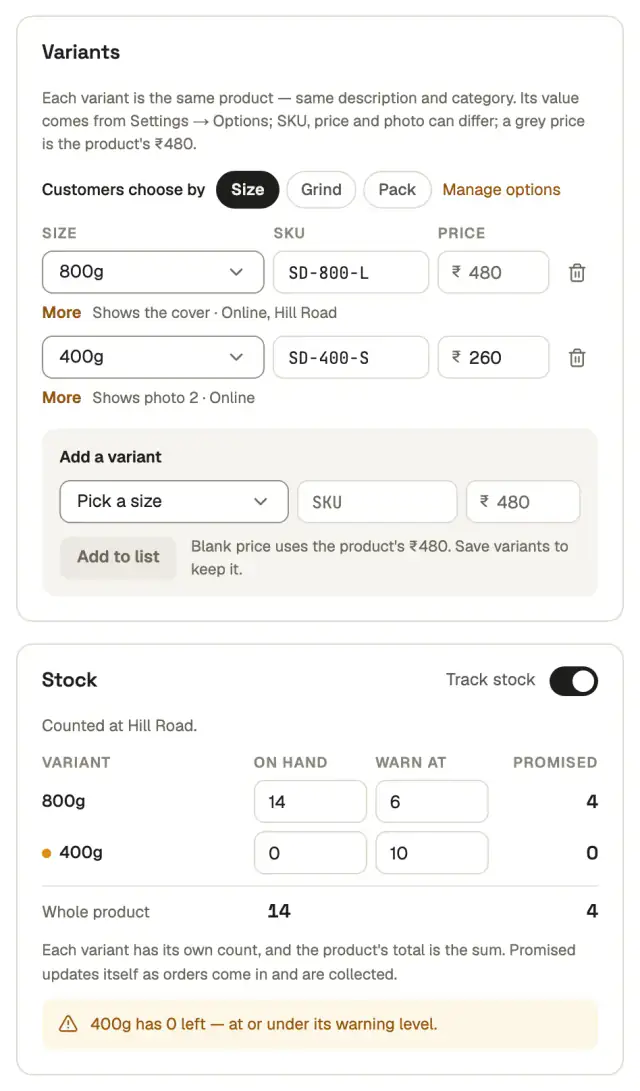 Variants
Each variant is the same product — same description and category. Its value
comes from Settings → Options; SKU, price and photo can differ; a grey price
is the product's ₹480.
Customers choose by Size Grind Pack Manage options
SIZE SKU PRICE
800g SD-800-L ₹ 480
More Shows the cover · Online, Hill Road
400g SD-400-S ₹ 260
More Shows photo 2 · Online
Add a variant
Pick a size SKU ₹ 480
Add to list Blank price uses the product's ₹480. Save variants to
keep it.
Stock Track stock
Counted at Hill Road.
VARIANT ON HAND WARN AT PROMISED
800g 14 6 4
400g 0 10 0
Whole product 14 4
Each variant has its own count, and the product's total is the sum. Promised
updates itself as orders come in and are collected.
400g has 0 left — at or under its warning level.